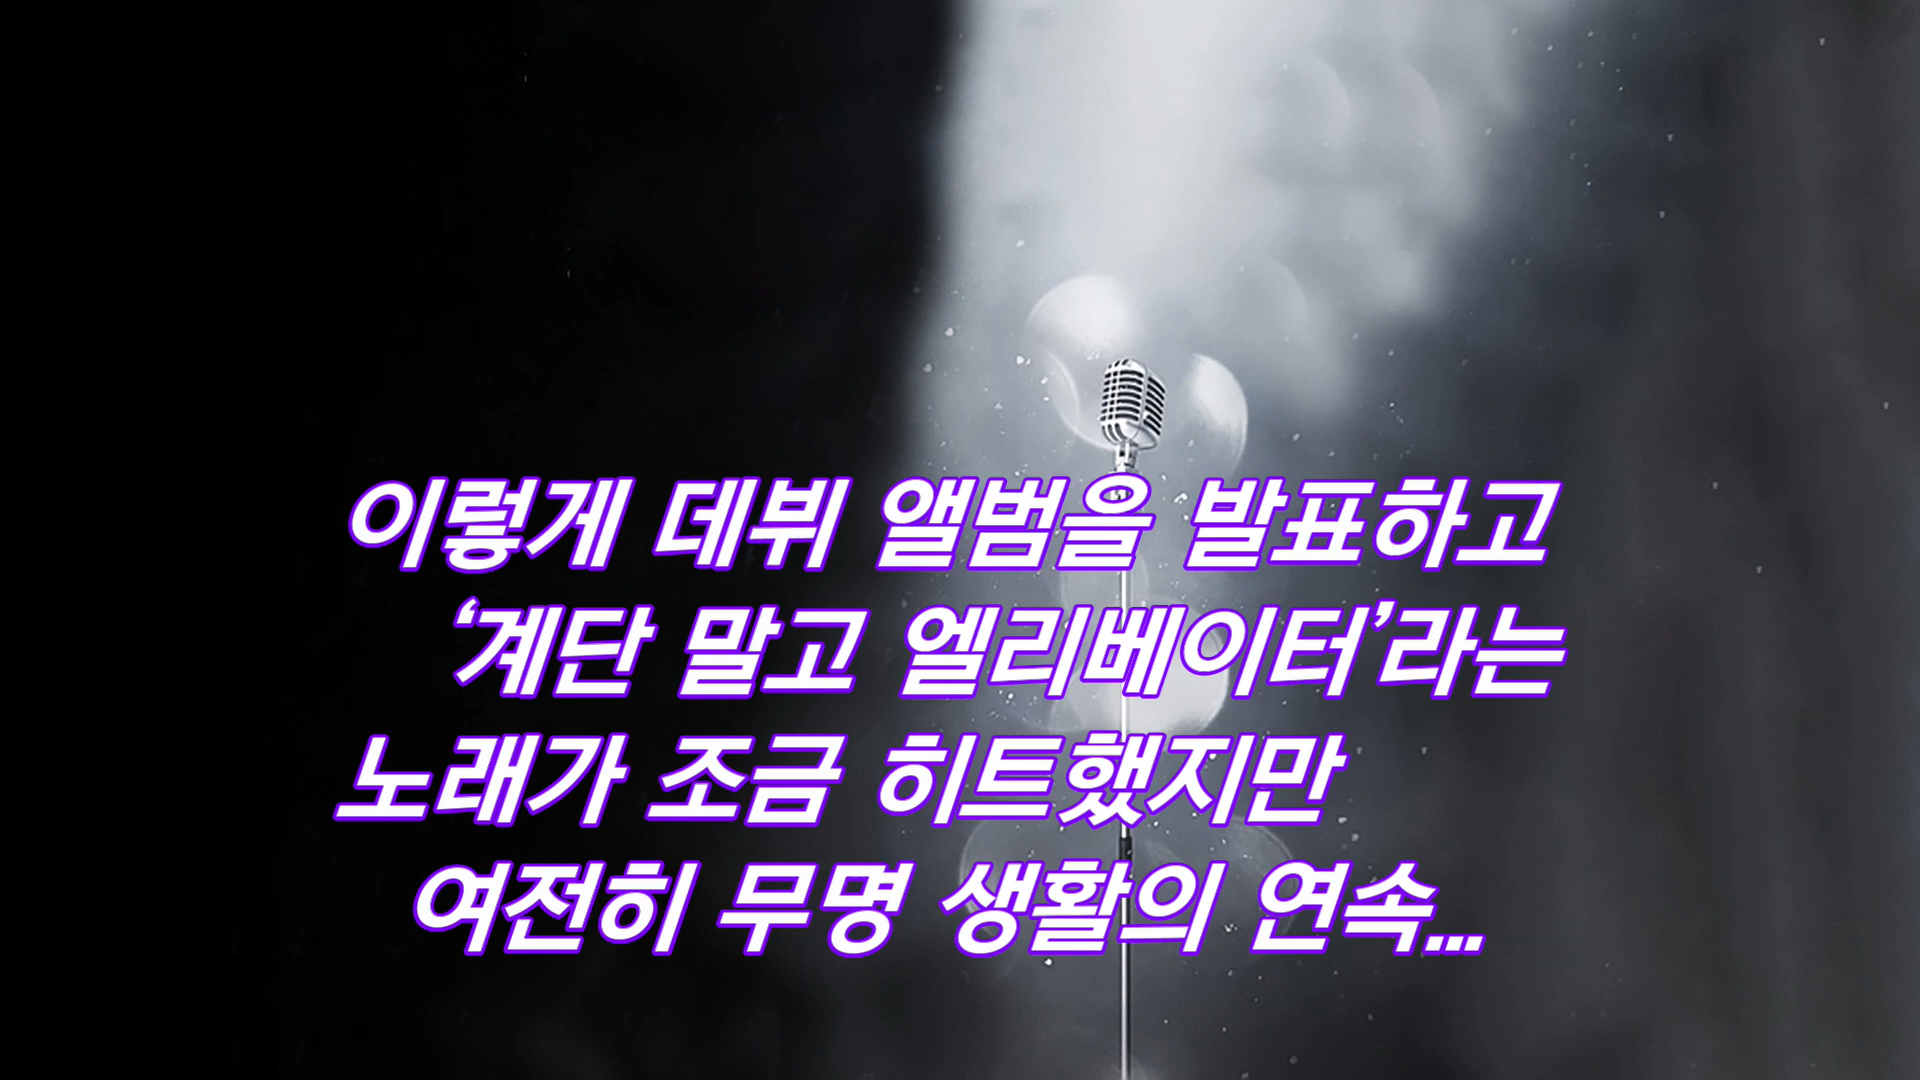 이렇게 데뷔 앨범을 발표하고
‘계단 말고 엘리베이터’라는
노래가 조금 히트했지만
여전히 무명 생활의 연속...